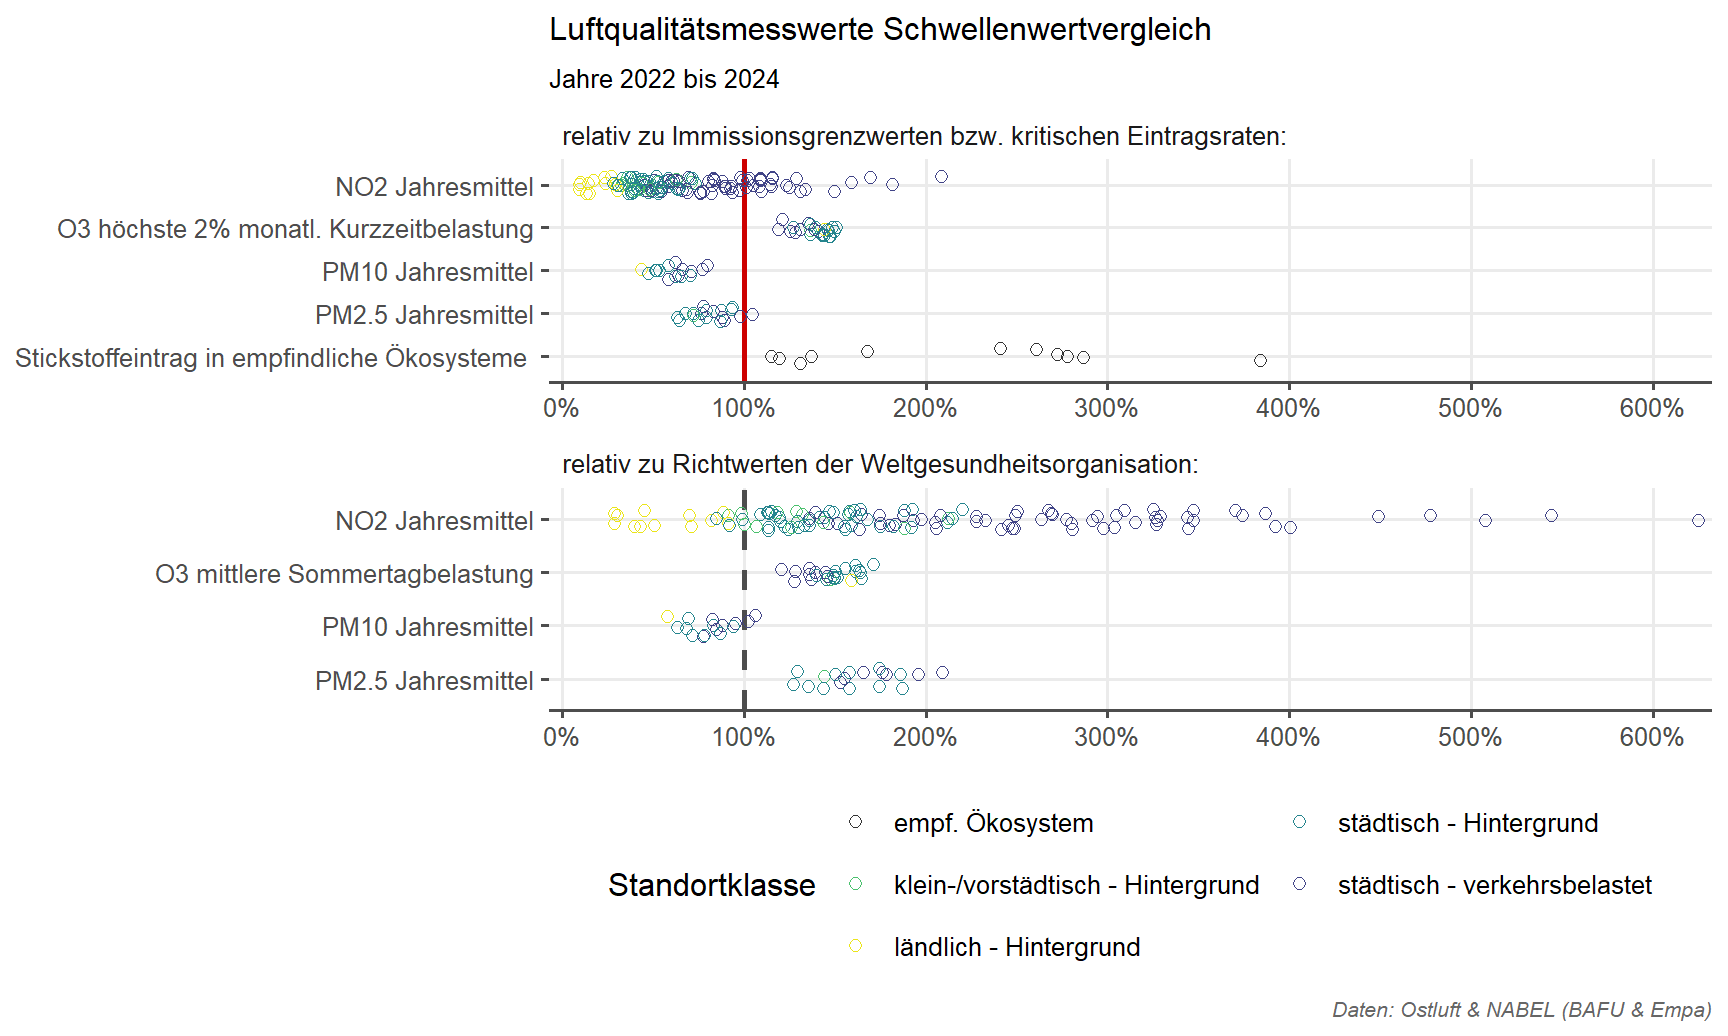 Luftqualitätsmesswerte Schwellenwertvergleich
Jahre 2022 bis 2024
relativ zu Immissionsgrenzwerten bzw. kritischen Eintragsraten:
NO2 Jahresmittel
O3 höchste 2% monatl. Kurzzeitbelastung
PM10 Jahresmittel
PM2.5 Jahresmittel
Stickstoffeintrag in empfindliche Ökosysteme
0% 100% 200% 300% 400% 500% 600%
relativ zu Richtwerten der Weltgesundheitsorganisation:
NO2 Jahresmittel
O3 mittlere Sommertagbelastung
PM10 Jahresmittel
PM2.5 Jahresmittel
0% 100% 200% 300% 400% 500% 600%
Standortklasse
empf. Ökosystem
klein-/vorstädtisch - Hintergrund
ländlich - Hintergrund
städtisch - Hintergrund
städtisch - verkehrsbelastet
Daten: Ostluft & NABEL (BAFU & Empa)